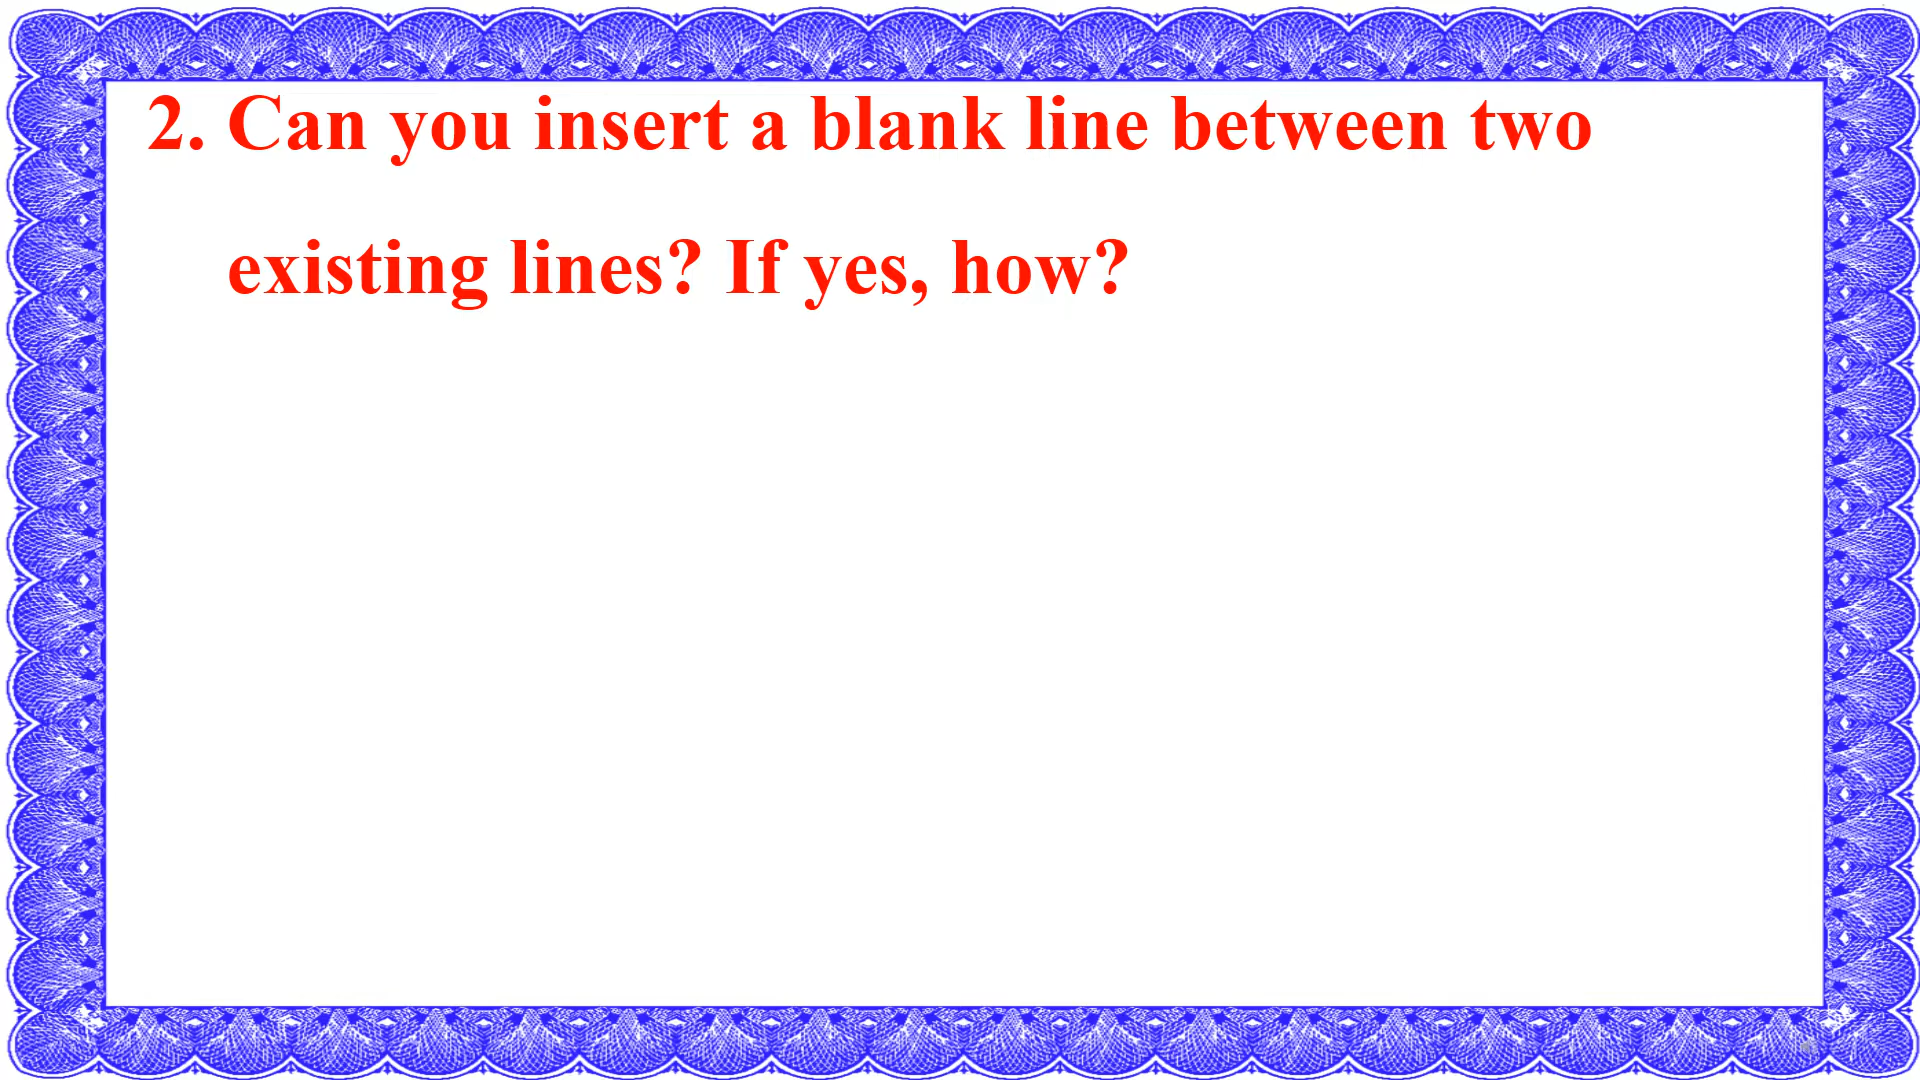 2. Can you insert a blank line between two
existing lines? If yes, how?